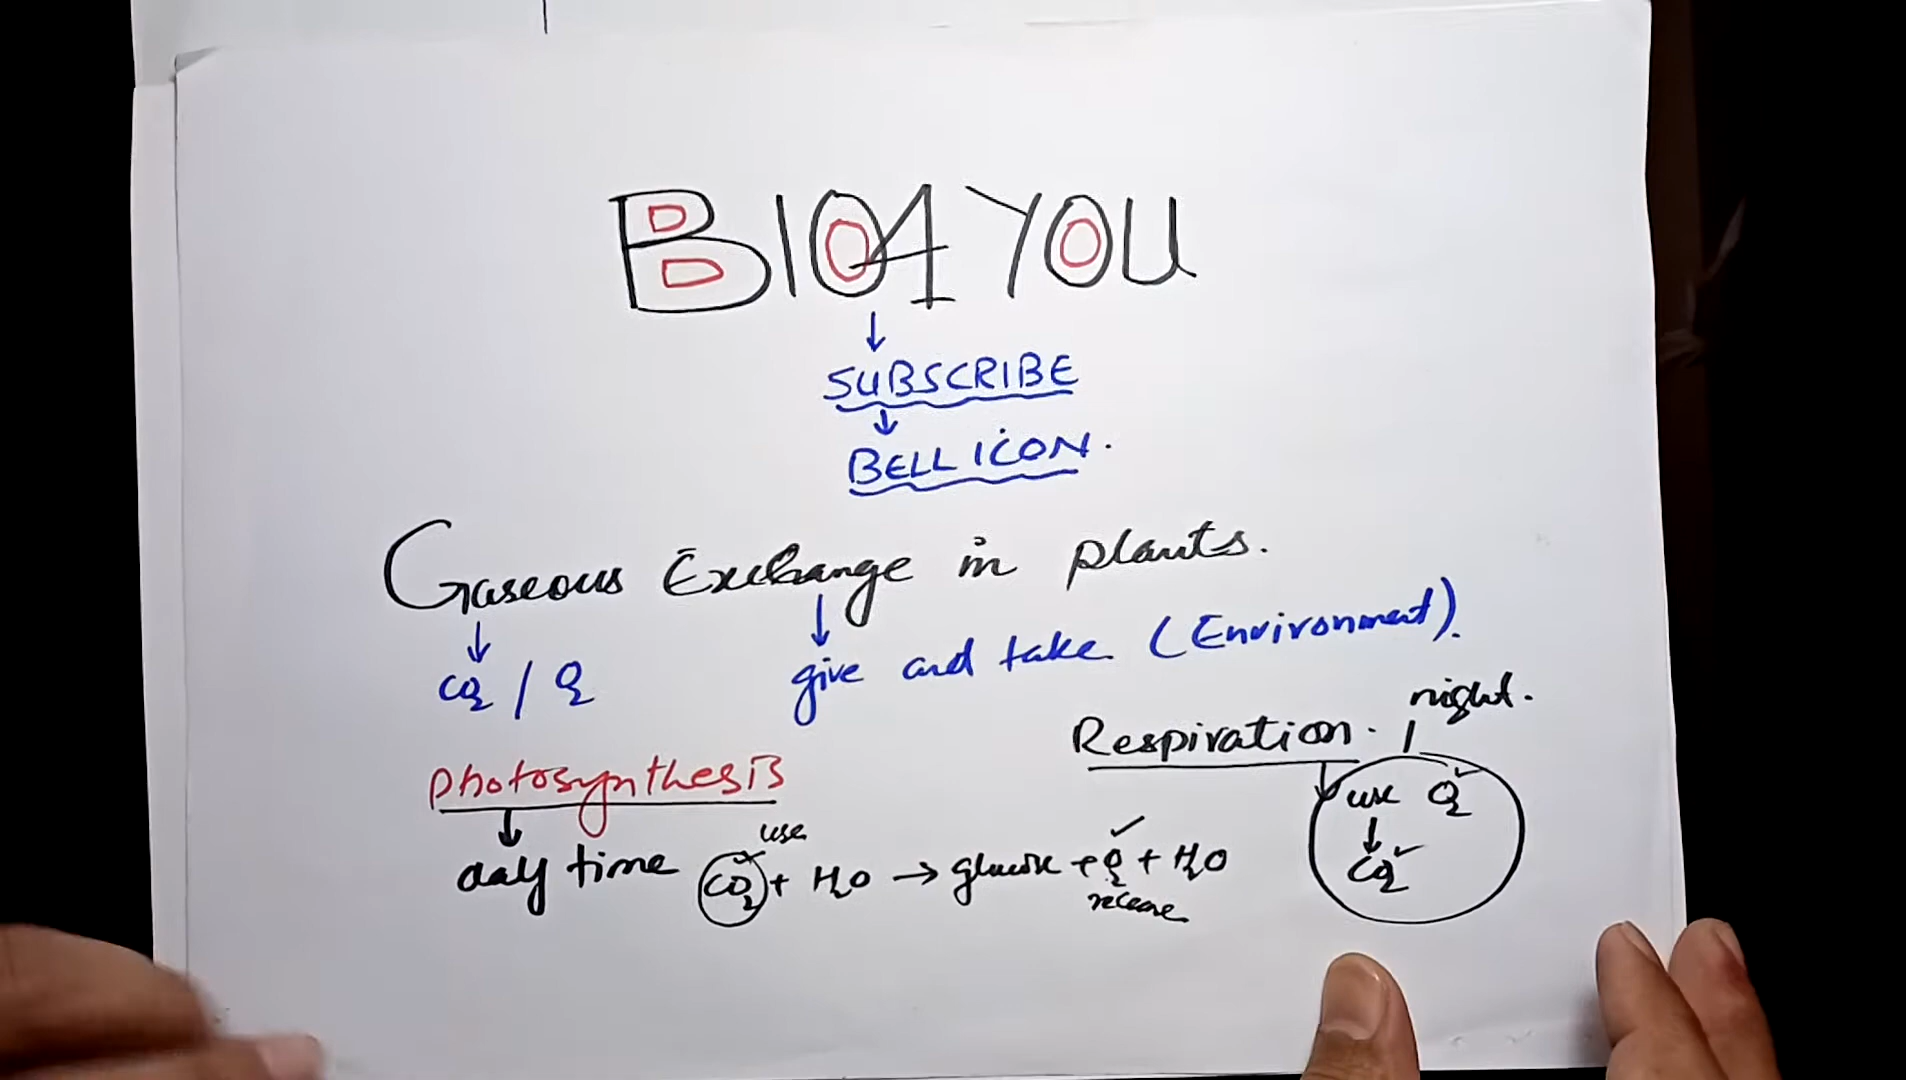 BIO4YOU
SUBSCRIBE
BELL ICON.
Gaseous Exchange in plants.
CO2 / O2
give and take (Environment).
night.
Respiration.
use O2
CO2
photosynthesis
use
day time CO2 + H2O → glucose + O2 + H2O
release